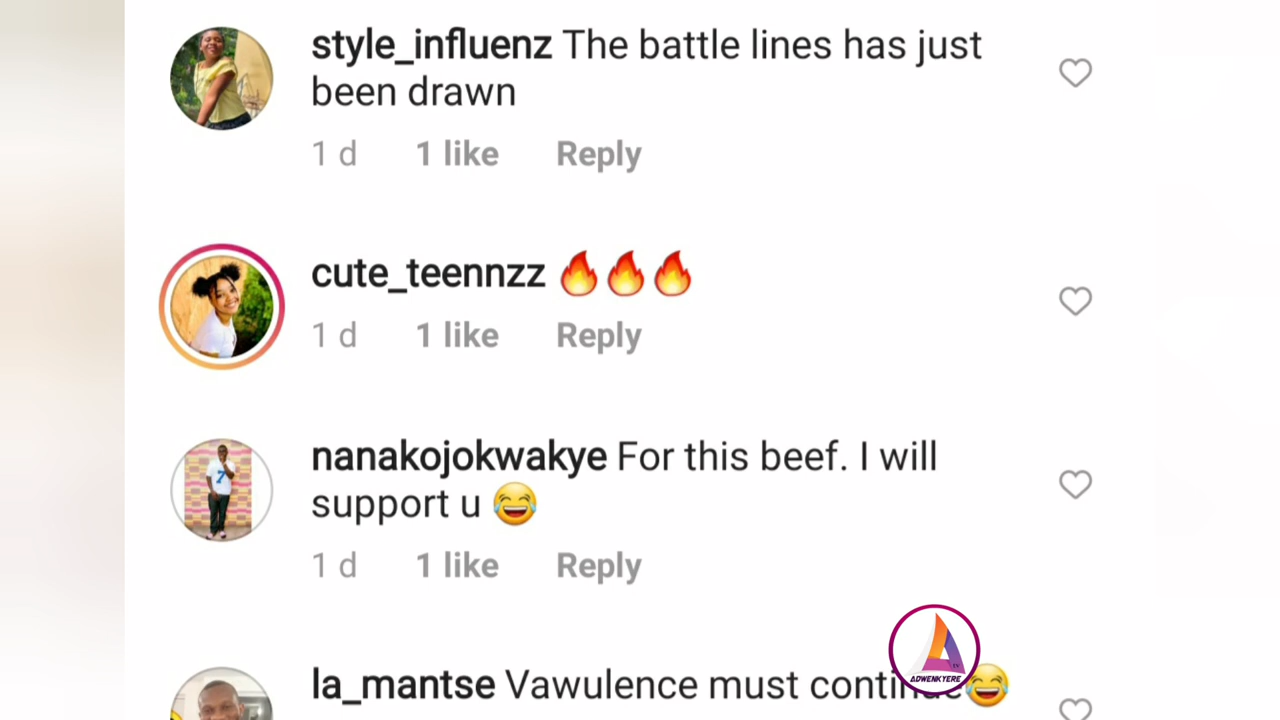 style_influenz The battle lines has just
been drawn
1 d 1 like Reply
cute_teennzz 🔥🔥🔥
1 d 1 like Reply
nanakojokwakye For this beef. I will
support u 😂
1 d 1 like Reply
la_mantse Vawulence must continue😂
ADWENKYERE
TV